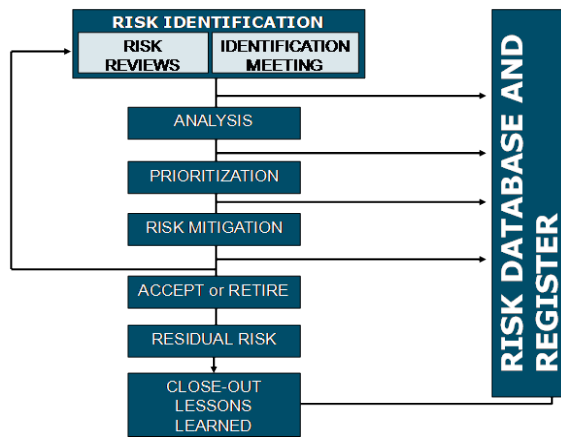 RISK IDENTIFICATION
RISK
REVIEWS
IDENTIFICATION
MEETING
ANALYSIS
PRIORITIZATION
RISK MITIGATION
ACCEPT or RETIRE
RESIDUAL RISK
CLOSE-OUT
LESSONS
LEARNED
RISK DATABASE AND
REGISTER